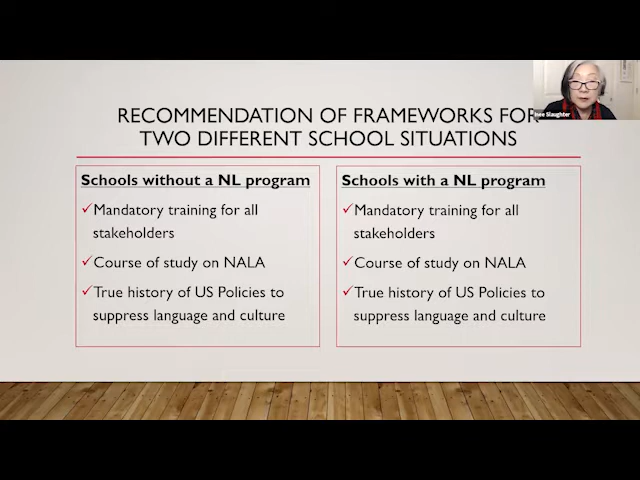 RECOMMENDATION OF FRAMEWORKS FOR
TWO DIFFERENT SCHOOL SITUATIONS
Schools without a NL program
✓Mandatory training for all
stakeholders
✓Course of study on NALA
✓True history of US Policies to
suppress language and culture
Schools with a NL program
✓Mandatory training for all
stakeholders
✓Course of study on NALA
✓True history of US Policies to
suppress language and culture
Inee Slaughter